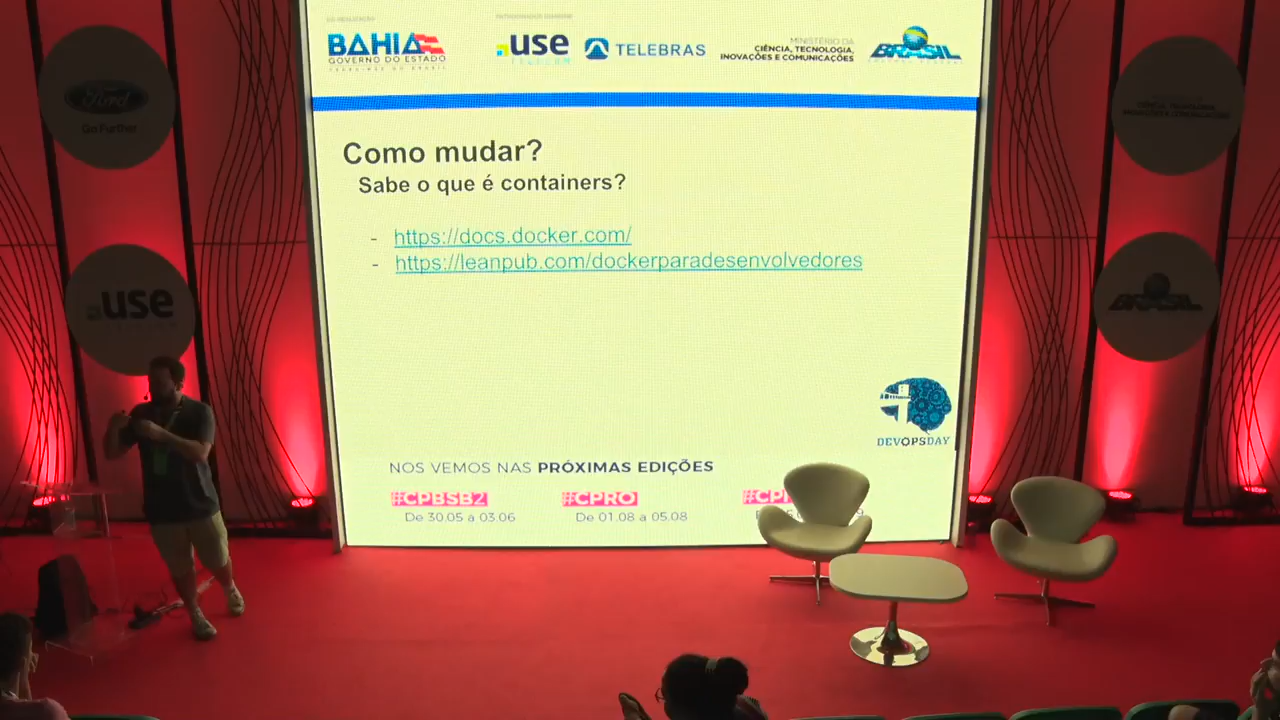 BAHIA
GOVERNO DO ESTADO
use
TELECOM
TELEBRAS
MINISTÉRIO DA
CIÊNCIA, TECNOLOGIA,
INOVAÇÕES E COMUNICAÇÕES
BRASIL
Ford
Go Further
use
BRASIL
Como mudar?
Sabe o que é containers?
- https://docs.docker.com/
- https://leanpub.com/dockerparadesenvolvedores
DEVOPSDAY
NOS VEMOS NAS PRÓXIMAS EDIÇÕES
#CPBSB2
De 30.05 a 03.06
#CPRO
De 01.08 a 05.08